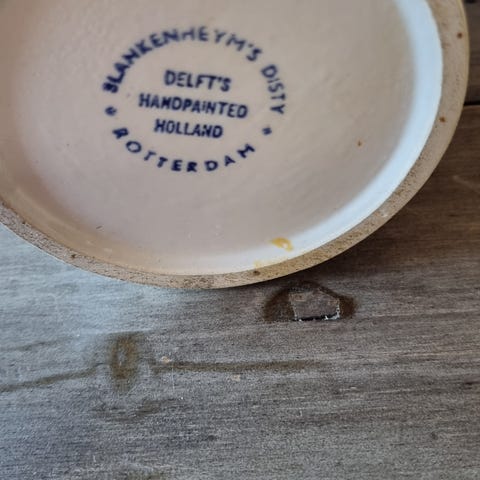 BLANKENHEYM'S DISTY
DELFT'S
HANDPAINTED
HOLLAND
* ROTTERDAM *